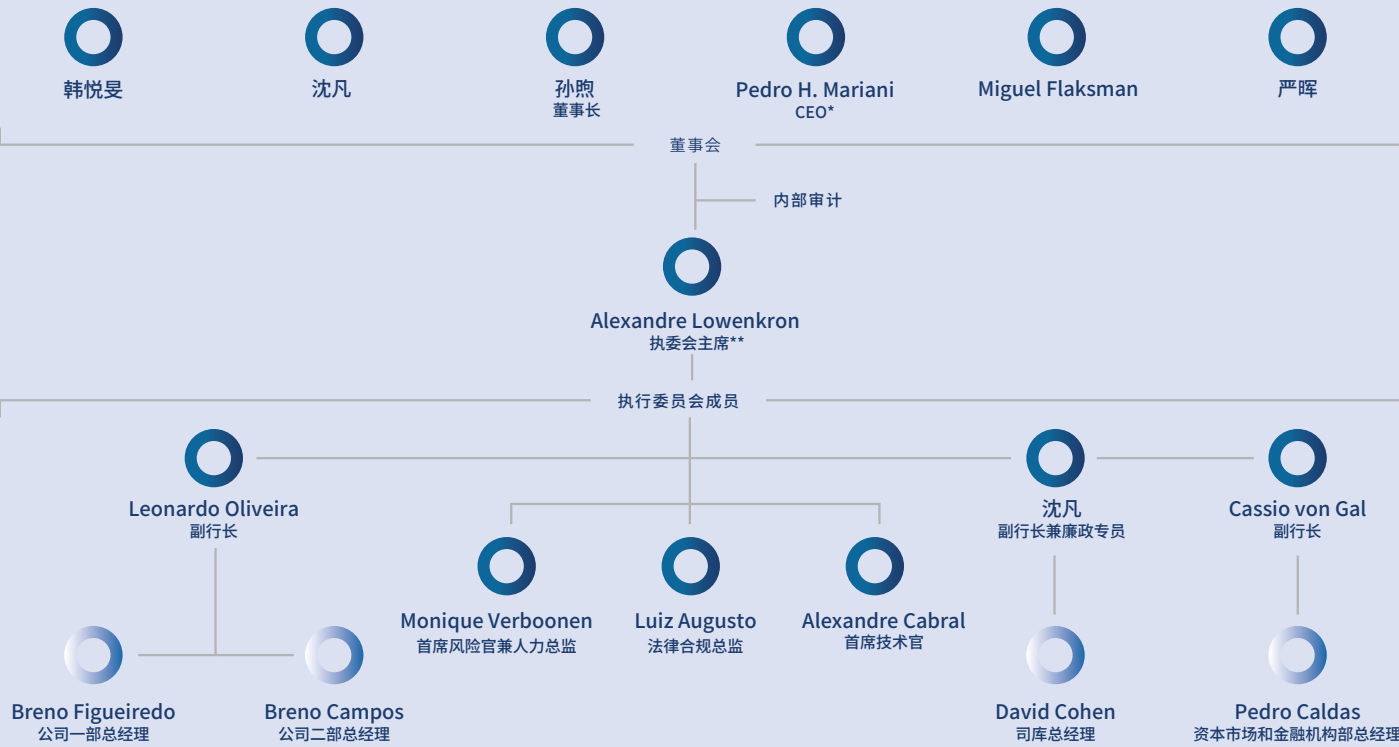 韩悦旻
沈凡
孙煦
董事长
Pedro H. Mariani
CEO*
Miguel Flaksman
严晖
董事会
内部审计
Alexandre Lowenkron
执委会主席**
执行委员会成员
Leonardo Oliveira
副行长
沈凡
副行长兼廉政专员
Cassio von Gal
副行长
Monique Verboonen
首席风险官兼人力总监
Luiz Augusto
法律合规总监
Alexandre Cabral
首席技术官
Breno Figueiredo
公司一部总经理
Breno Campos
公司二部总经理
David Cohen
司库总经理
Pedro Caldas
资本市场和金融机构部总经理